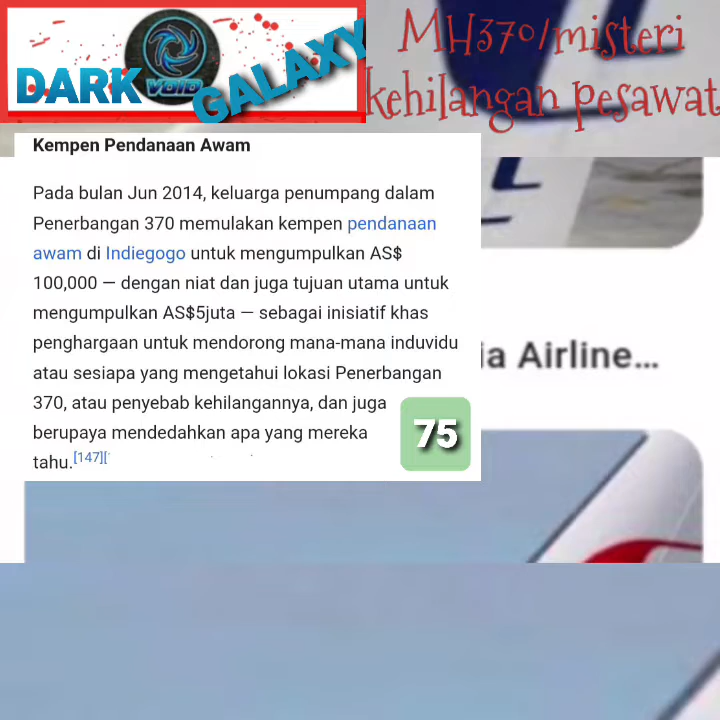 DARK
VOID
GALAXY
MH370/misteri
kehilangan pesawat
Kempen Pendanaan Awam
Pada bulan Jun 2014, keluarga penumpang dalam
Penerbangan 370 memulakan kempen pendanaan
awam di Indiegogo untuk mengumpulkan AS$
100,000 — dengan niat dan juga tujuan utama untuk
mengumpulkan AS$5juta — sebagai inisiatif khas
penghargaan untuk mendorong mana-mana induvidu
atau sesiapa yang mengetahui lokasi Penerbangan
370, atau penyebab kehilangannya, dan juga
berupaya mendedahkan apa yang mereka
tahu.[147][
75
ia Airline...